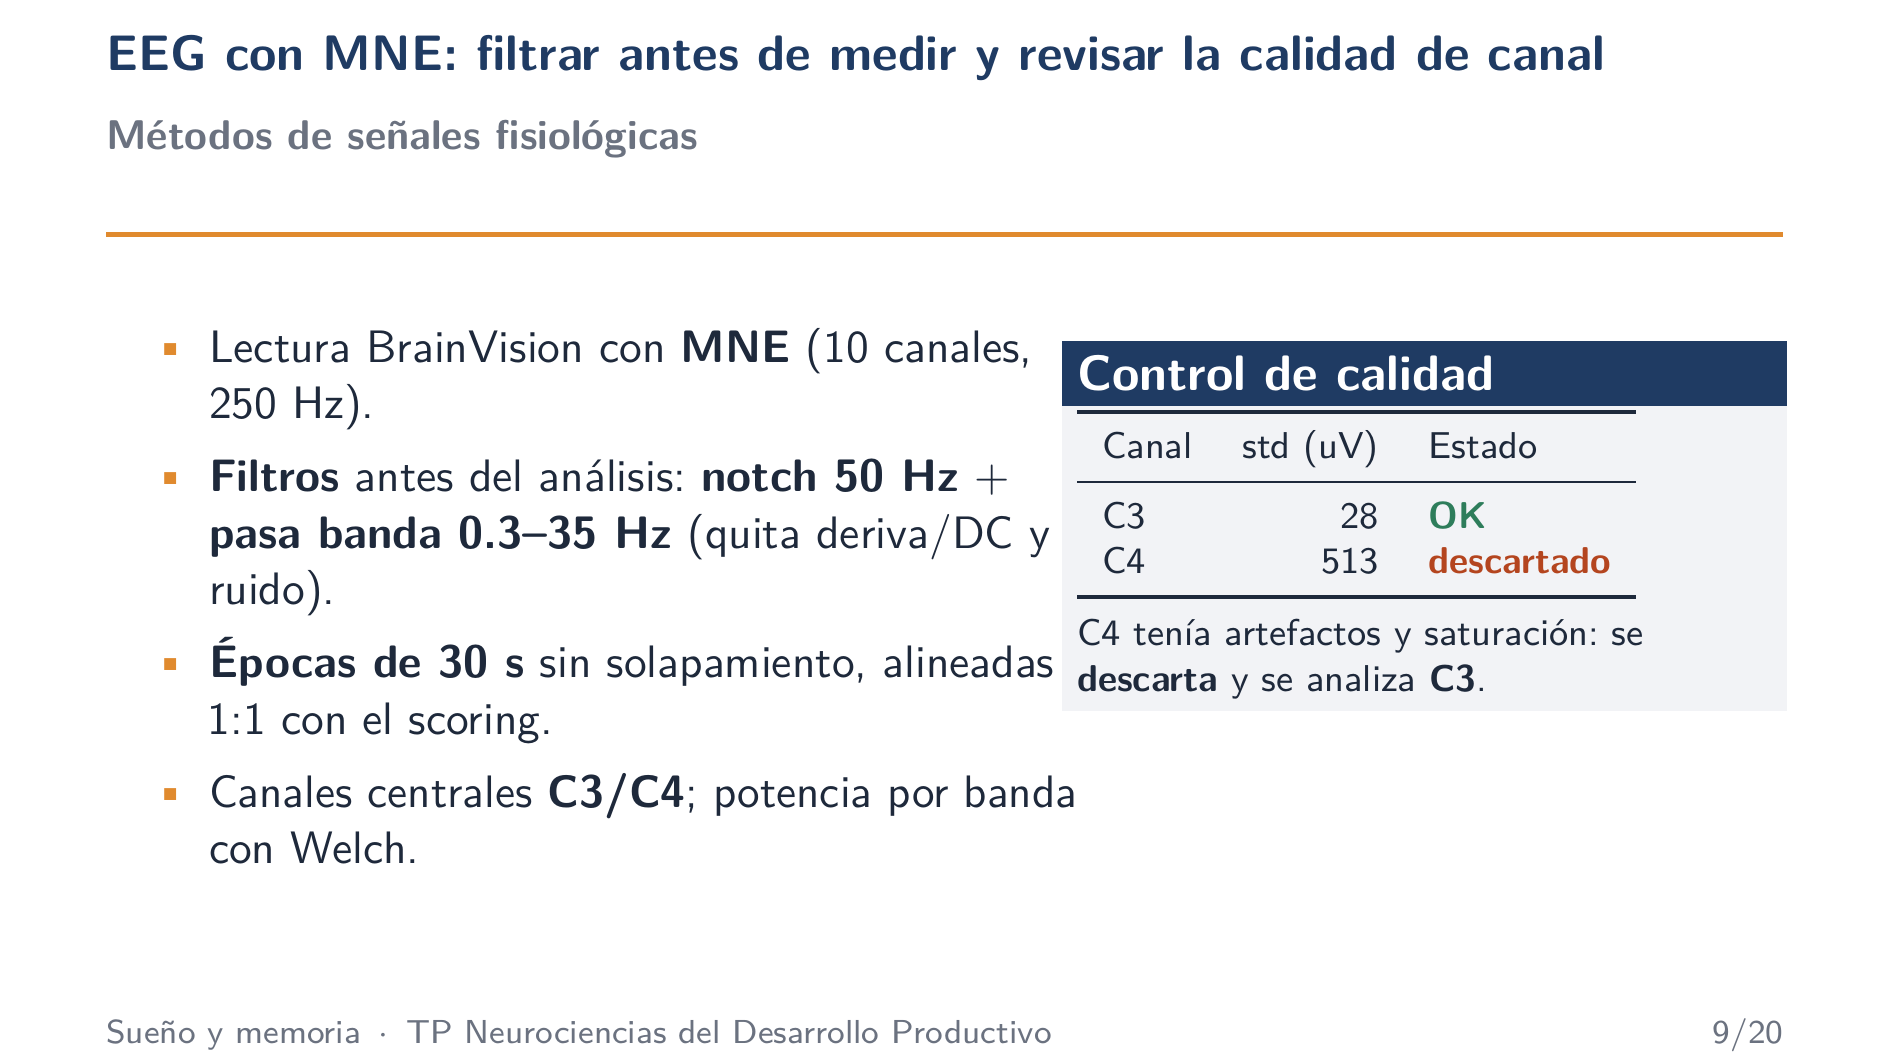 EEG con MNE: filtrar antes de medir y revisar la calidad de canal
Métodos de señales fisiológicas
Lectura BrainVision con MNE (10 canales,
250 Hz).
Filtros antes del análisis: notch 50 Hz +
pasa banda 0.3–35 Hz (quita deriva/DC y
ruido).
Épocas de 30 s sin solapamiento, alineadas
1:1 con el scoring.
Canales centrales C3/C4; potencia por banda
con Welch.
Control de calidad
Canal std (uV) Estado
C3 28 OK
C4 513 descartado
C4 tenía artefactos y saturación: se
descarta y se analiza C3.
Sueño y memoria · TP Neurociencias del Desarrollo Productivo
9/20